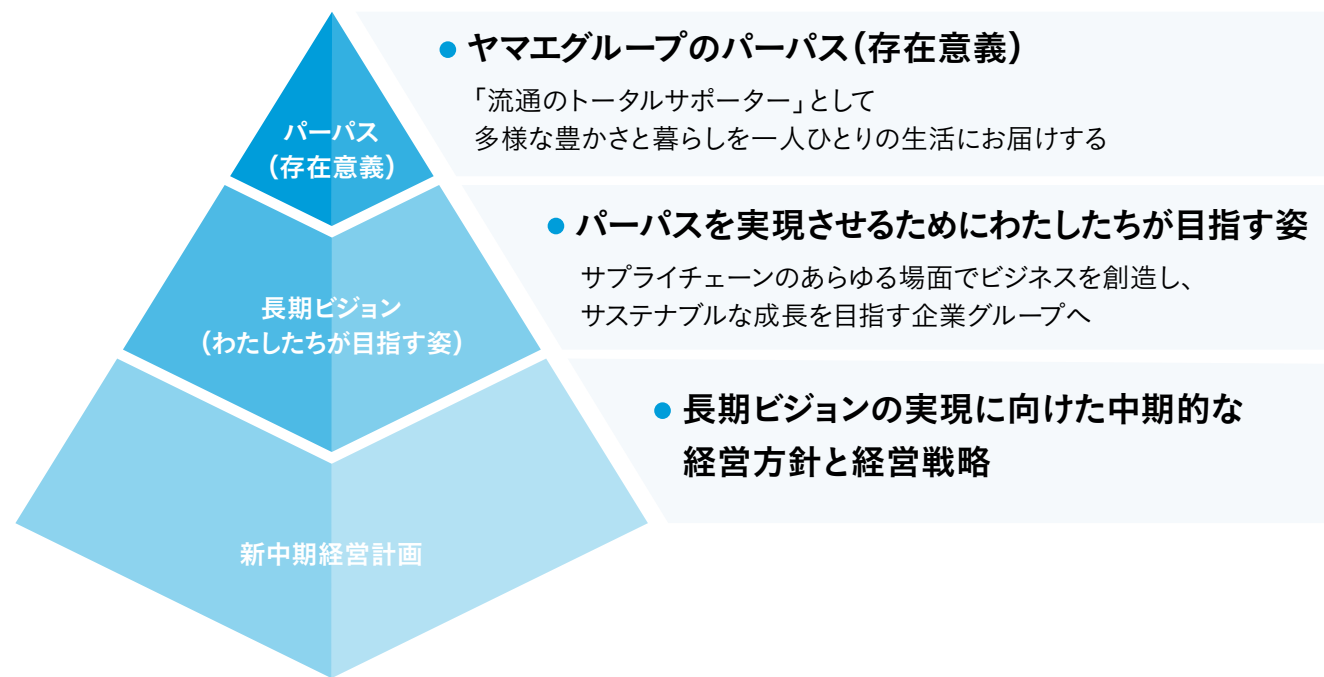 パーパス
(存在意義)
● ヤマエグループのパーパス(存在意義)
「流通のトータルサポーター」として
多様な豊かさと暮らしを一人ひとりの生活にお届けする
長期ビジョン
(わたしたちが目指す姿)
● パーパスを実現させるためにわたしたちが目指す姿
サプライチェーンのあらゆる場面でビジネスを創造し、
サステナブルな成長を目指す企業グループへ
新中期経営計画
● 長期ビジョンの実現に向けた中期的な
経営方針と経営戦略